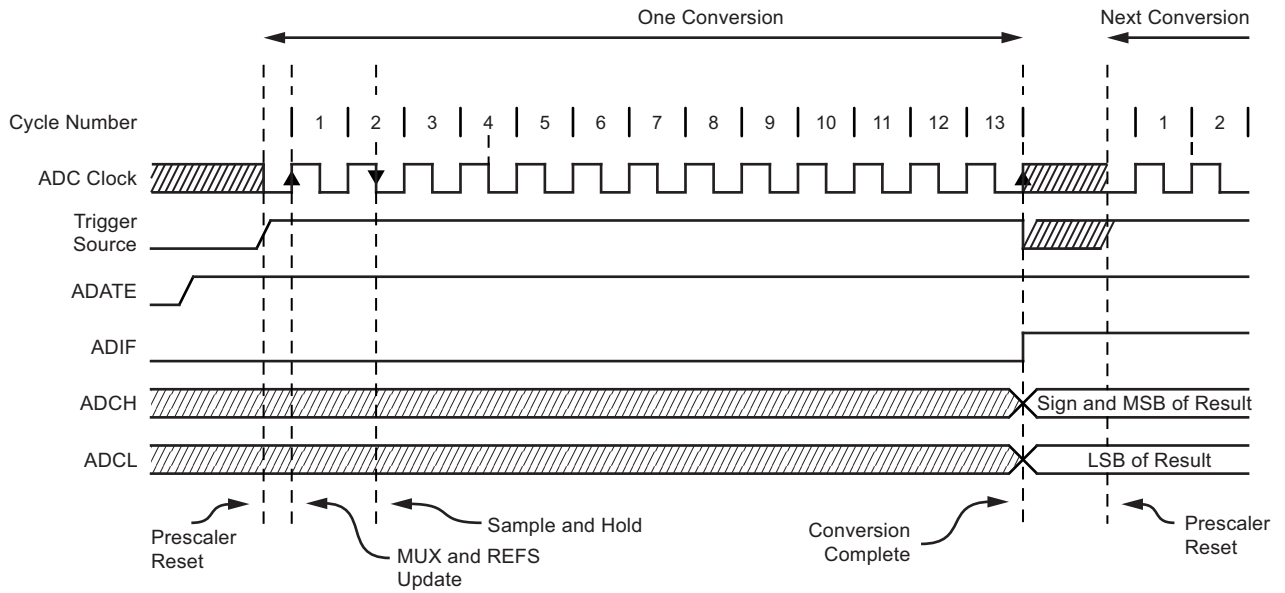 One Conversion
Next Conversion
Cycle Number
1 2 3 4 5 6 7 8 9 10 11 12 13 1 2
ADC Clock
Trigger
Source
ADATE
ADIF
ADCH
Sign and MSB of Result
ADCL
LSB of Result
Prescaler
Reset
MUX and REFS
Update
Sample and Hold
Conversion
Complete
Prescaler
Reset